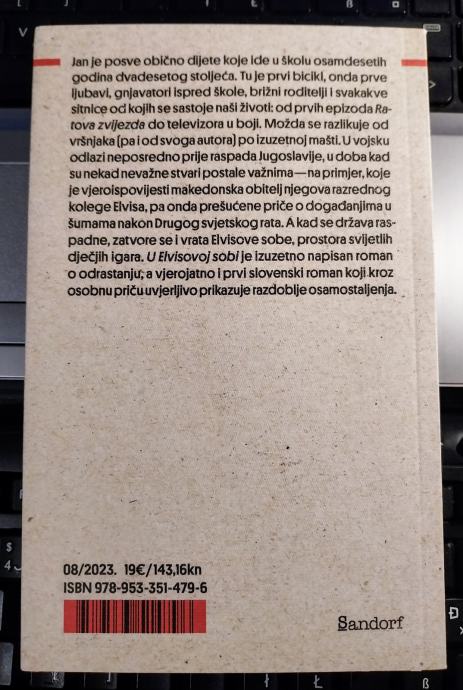 Jan je posve obično dijete koje ide u školu osamdesetih
godina dvadesetog stoljeća. Tu je prvi bicikl, onda prve
ljubavi, gnjavatori ispred škole, brižni roditelji i svakakve
sitnice od kojih se sastoje naši životi: od prvih epizoda Ra-
tova zvijezda do televizora u boji. Možda se razlikuje od
vršnjaka (pa i od svoga autora) po izuzetnoj mašti. U vojsku
odlazi neposredno prije raspada Jugoslavije, u doba kad
su nekad nevažne stvari postale važnima—na primjer, koje
je vjeroispovijesti makedonska obitelj njegova razrednog
kolege Elvisa, pa onda prešućene priče o događanjima u
šumama nakon Drugog svjetskog rata. A kad se država ras-
padne, zatvore se i vrata Elvisove sobe, prostora svijetlih
dječjih igara. U Elvisovoj sobi je izuzetno napisan roman
o odrastanju, a vjerojatno i prvi slovenski roman koji kroz
osobnu priču uvjerljivo prikazuje razdoblje osamostaljenja.
08/2023. 19€/143,16kn
ISBN 978-953-351-479-6
Sandorf
V
$
4
Đ
ß
Ł
ß